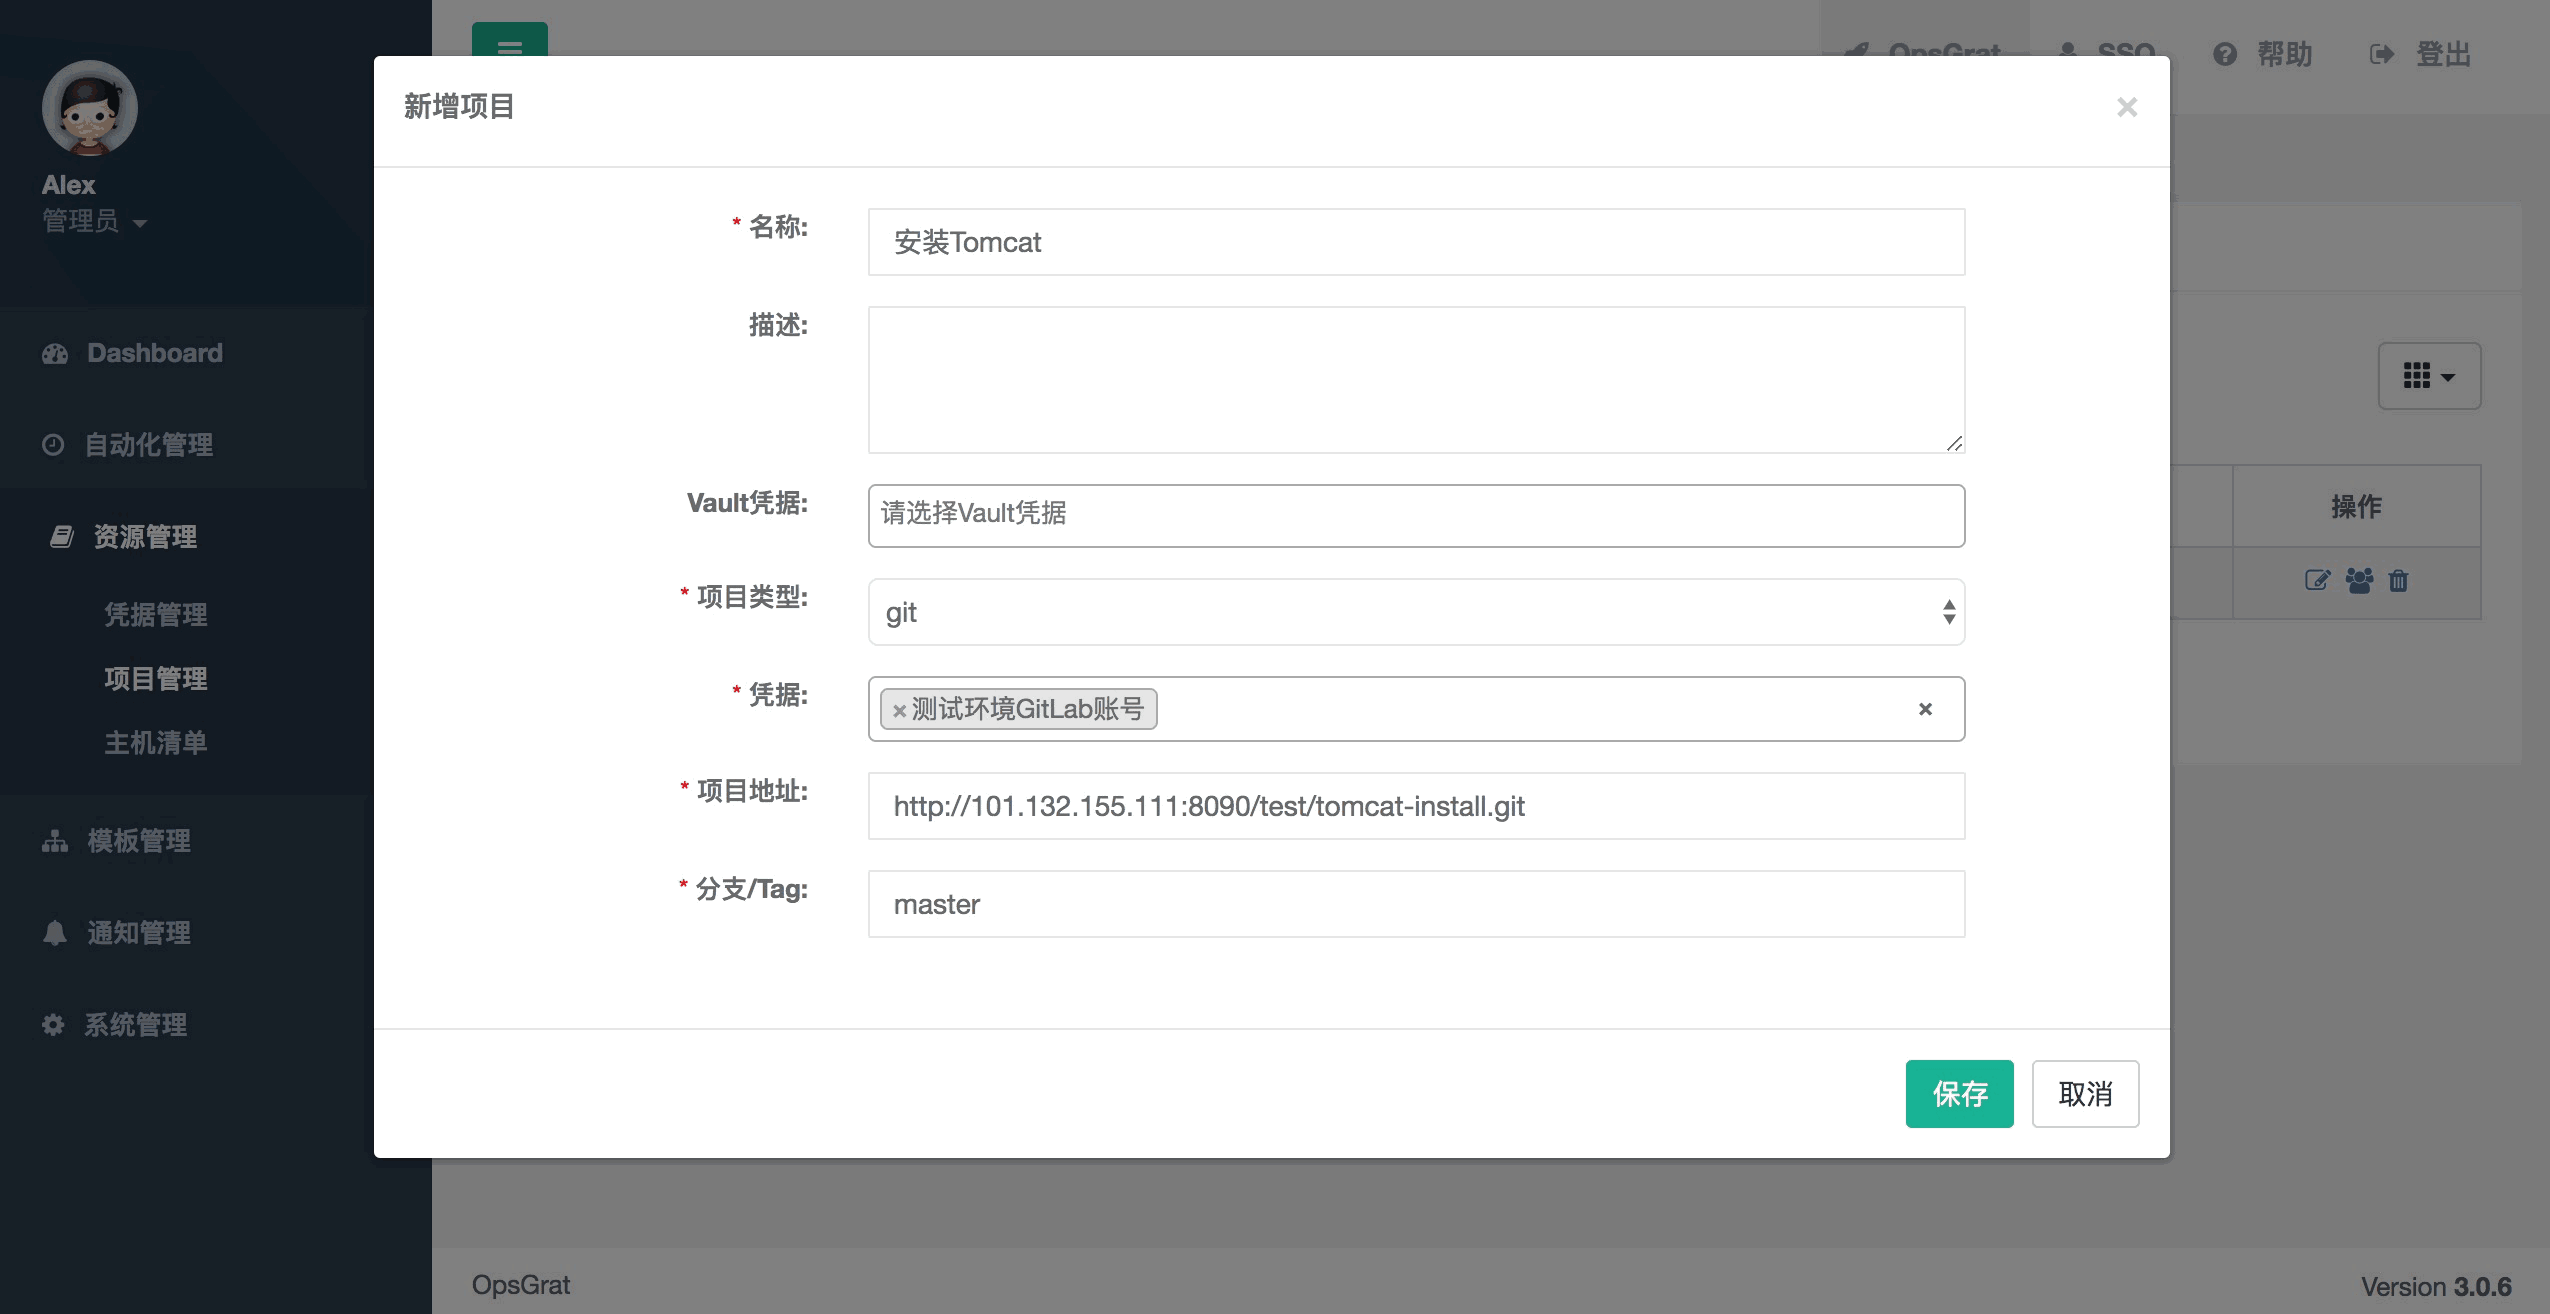 OpsGrat
SSO
帮助
登出
Alex
管理员
Dashboard
自动化管理
资源管理
凭据管理
项目管理
主机清单
模板管理
通知管理
系统管理
新增项目
×
* 名称:
安装Tomcat
描述:
Vault凭据:
请选择Vault凭据
* 项目类型:
git
* 凭据:
×测试环境GitLab账号 ×
* 项目地址:
http://101.132.155.111:8090/test/tomcat-install.git
* 分支/Tag:
master
保存
取消
操作
OpsGrat
Version 3.0.6